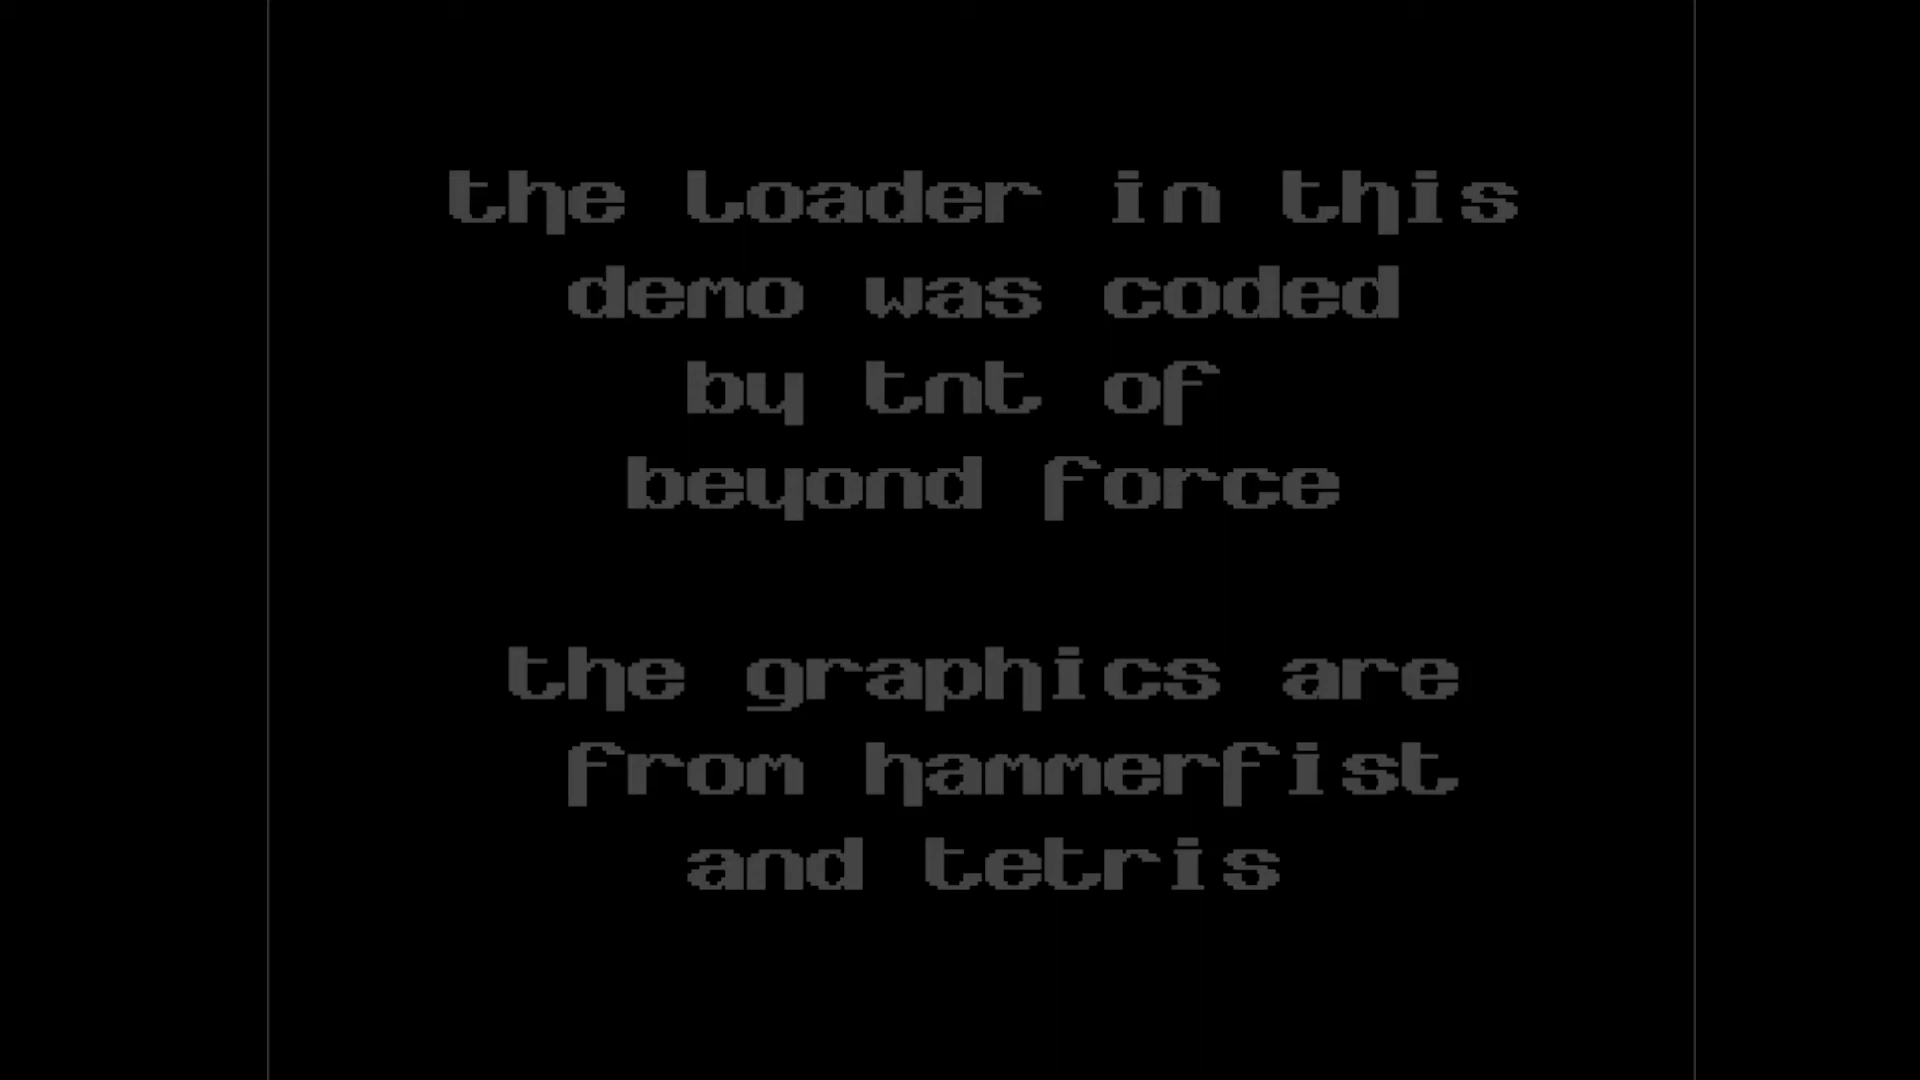 the loader in this
demo was coded
by tnt of
beyond force
the graphics are
from hammerfist
and tetris